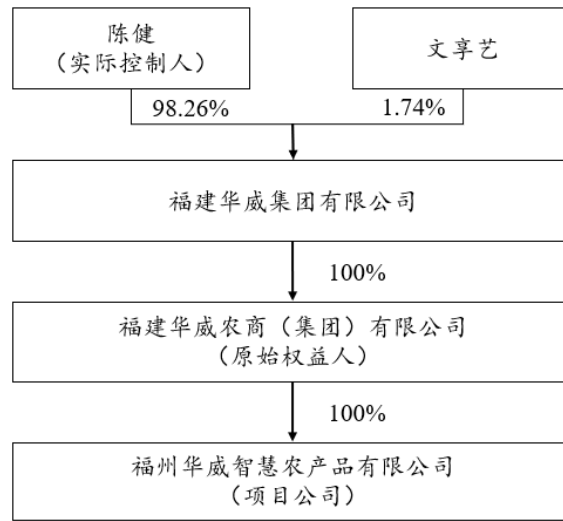 陈健
（实际控制人）
文享艺
98.26%
1.74%
福建华威集团有限公司
100%
福建华威农商（集团）有限公司
（原始权益人）
100%
福州华威智慧农产品有限公司
（项目公司）